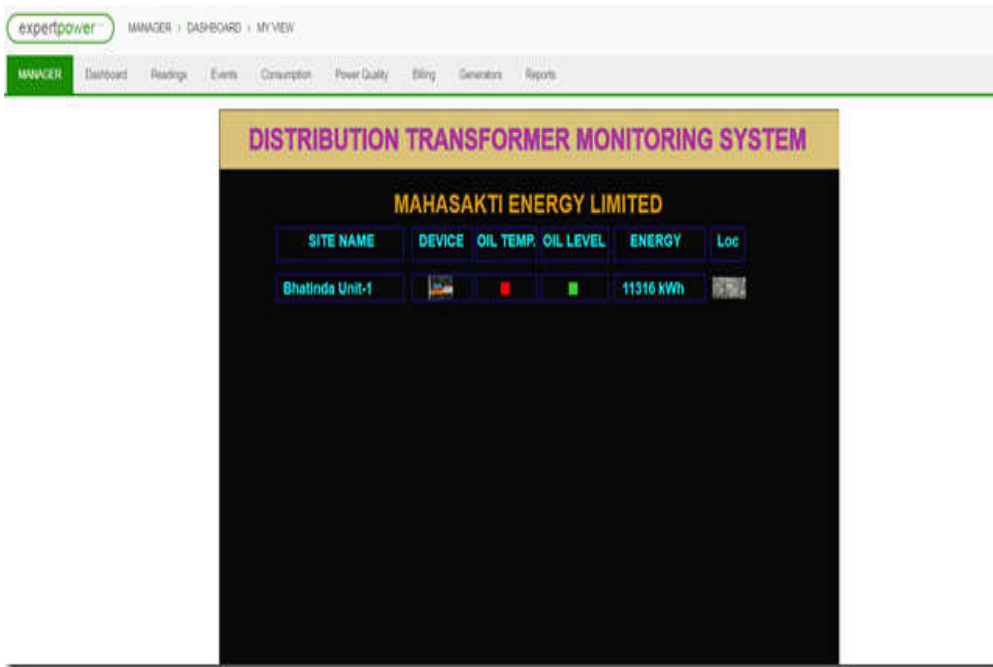 expertpower™ MANAGER › DASHBOARD › MY VIEW
MANAGER Dashboard Readings Events Consumption Power Quality Billing Generators Reports
DISTRIBUTION TRANSFORMER MONITORING SYSTEM
MAHASAKTI ENERGY LIMITED
SITE NAME DEVICE OIL TEMP. OIL LEVEL ENERGY Loc
Bhatinda Unit-1 11316 kWh